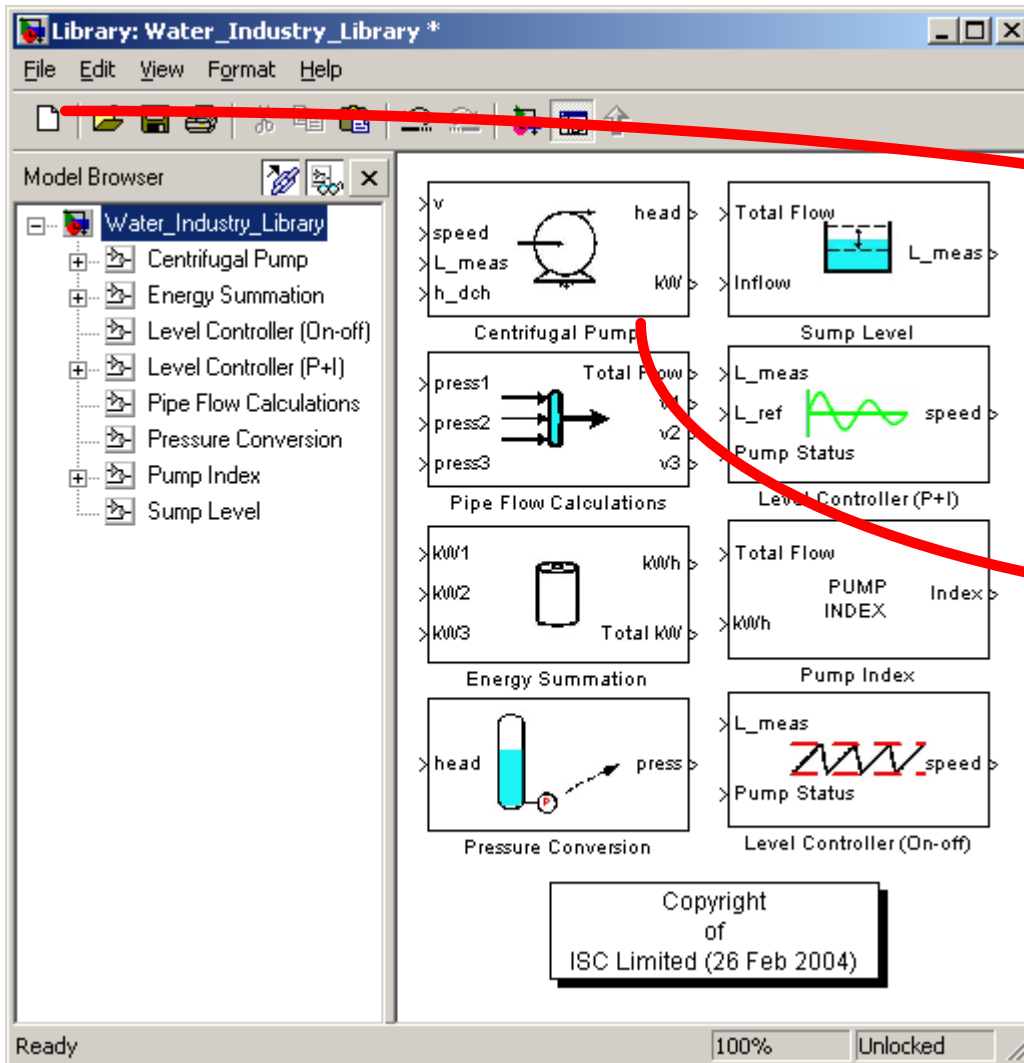 Library: Water_Industry_Library *
File Edit View Format Help
Model Browser
Water_Industry_Library
Centrifugal Pump
Energy Summation
Level Controller (On-off)
Level Controller (P+I)
Pipe Flow Calculations
Pressure Conversion
Pump Index
Sump Level
v
speed
L_meas
h_dch
head
kW
Centrifugal Pump
Total Flow
Inflow
L_meas
Sump Level
press1
press2
press3
Total Flow
v1
v2
v3
Pipe Flow Calculations
L_meas
L_ref
Pump Status
speed
Level Controller (P+I)
kW1
kW2
kW3
kWh
Total kW
Energy Summation
Total Flow
kWh
PUMP
INDEX
Index
Pump Index
head
P
press
Pressure Conversion
L_meas
Pump Status
speed
Level Controller (On-off)
Copyright
of
ISC Limited (26 Feb 2004)
Ready
100%
Unlocked